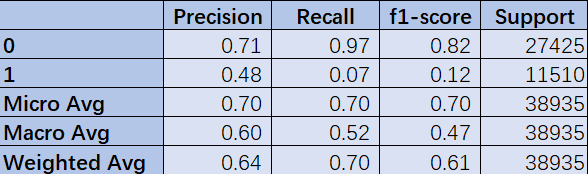 Precision Recall f1-score Support
0 0.71 0.97 0.82 27425
1 0.48 0.07 0.12 11510
Micro Avg 0.70 0.70 0.70 38935
Macro Avg 0.60 0.52 0.47 38935
Weighted Avg 0.64 0.70 0.61 38935